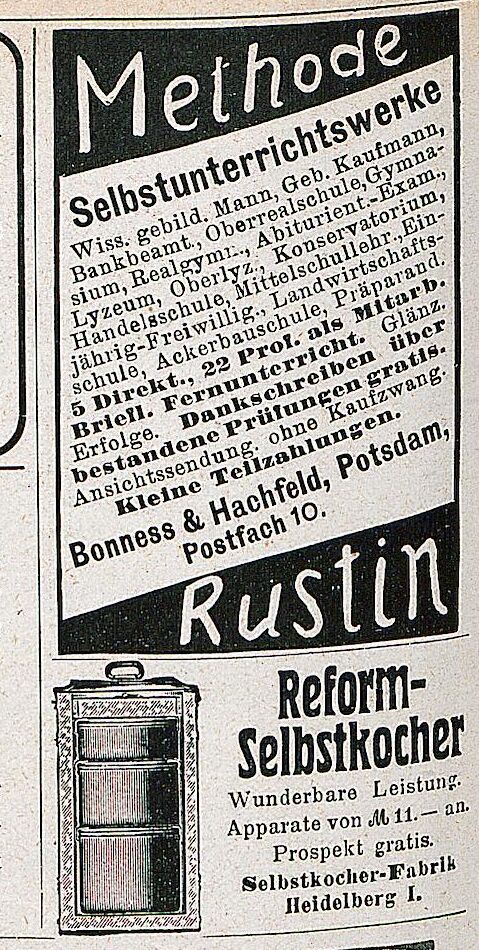 Methode
Selbstunterrichtswerke
Wiss. gebild. Mann, Geb. Kaufmann,
Bankbeamt., Oberrealschule, Gymna-
sium, Realgymn., Abiturient.-Exam.,
Lyzeum, Oberlyz., Konservatorium,
Handelsschule, Mittelschullehr., Ein-
jährig-Freiwillig., Landwirtschafts-
schule, Ackerbauschule, Präparand.
5 Direkt., 22 Prof. als Mitarb.
Briefl. Fernunterricht. Glänz.
Erfolge. Dankschreiben über
bestandene Prüfungen gratis.
Ansichtssendung. ohne Kaufzwang.
Kleine Teilzahlungen.
Bonness & Hachfeld, Potsdam,
Postfach 10.
Rustin
Reform-
Selbstkocher
Wunderbare Leistung.
Apparate von M 11.— an.
Prospekt gratis.
Selbstkocher-Fabrik
Heidelberg I.